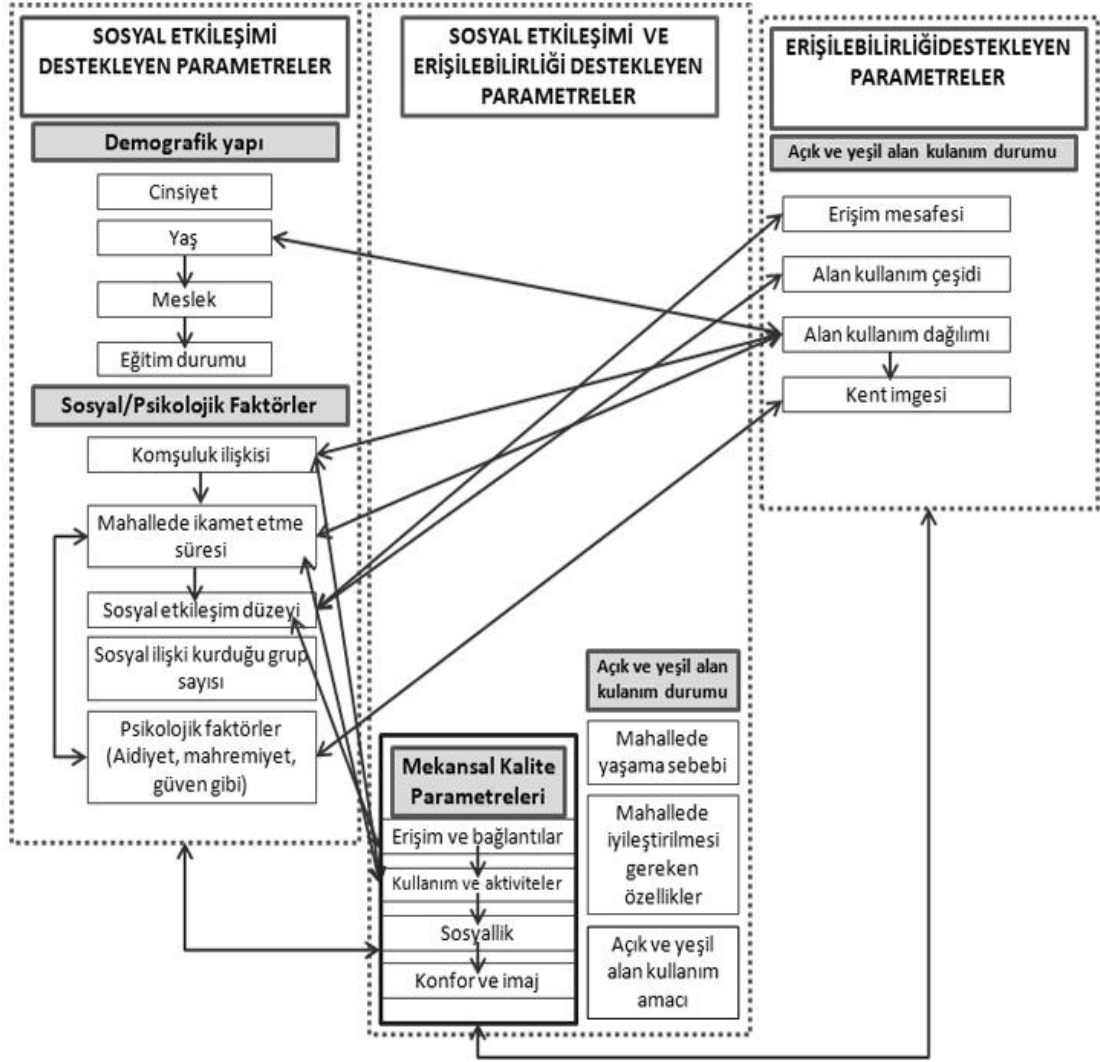 SOSYAL ETKİLEŞİMİ
DESTEKLEYEN PARAMETRELER
Demografik yapı
Cinsiyet
Yaş
Meslek
Eğitim durumu
Sosyal/Psikolojik Faktörler
Komşuluk ilişkisi
Mahallede ikamet etme
süresi
Sosyal etkileşim düzeyi
Sosyal ilişki kurduğu grup
sayısı
Psikolojik faktörler
(Aidiyet, mahremiyet,
güven gibi)
SOSYAL ETKİLEŞİMİ VE
ERİŞİLEBİLİRLİĞİ DESTEKLEYEN
PARAMETRELER
Mekansal Kalite
Parametreleri
Erişim ve bağlantılar
Kullanım ve aktiviteler
Sosyallik
Konfor ve imaj
Açık ve yeşil alan
kulanım durumu
Mahallede
yaşama sebebi
Mahallede
iyileştirilmesi
gereken
özellikler
Açık ve yeşil
alan kullanım
amacı
ERİŞİLEBİLİRLİĞİDESTEKLEYEN
PARAMETRELER
Açık ve yeşil alan kulanım durumu
Erişim mesafesi
Alan kullanım çeşidi
Alan kullanım dağılımı
Kent imgesi